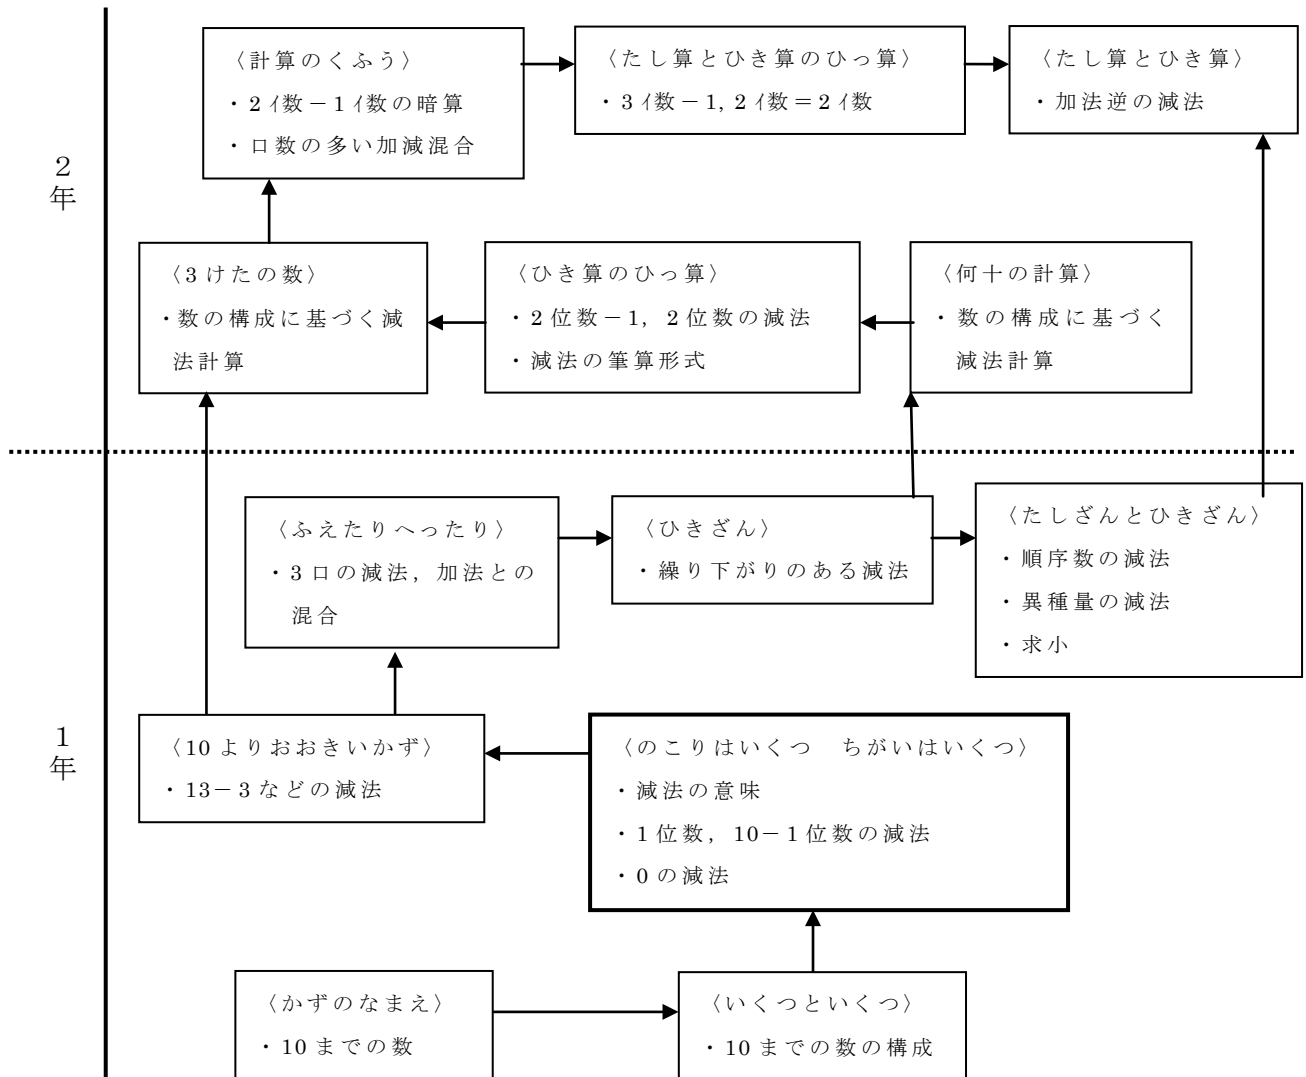 2年
〈計算のくふう〉
・2イ数－1イ数の暗算
・口数の多い加減混合
〈たし算とひき算のひっ算〉
・3イ数－1, 2イ数＝2イ数
〈たし算とひき算〉
・加法逆の減法
〈3けたの数〉
・数の構成に基づく減
法計算
〈ひき算のひっ算〉
・2位数－1，2位数の減法
・減法の筆算形式
〈何十の計算〉
・数の構成に基づく
減法計算
1年
〈ふえたりへったり〉
・3口の減法，加法との
混合
〈ひきざん〉
・繰り下がりのある減法
〈たしざんとひきざん〉
・順序数の減法
・異種量の減法
・求小
〈10よりおおきいかず〉
・13－3などの減法
〈のこりはいくつ　ちがいはいくつ〉
・減法の意味
・1位数，10－1位数の減法
・0の減法
〈かずのなまえ〉
・10までの数
〈いくつといくつ〉
・10までの数の構成